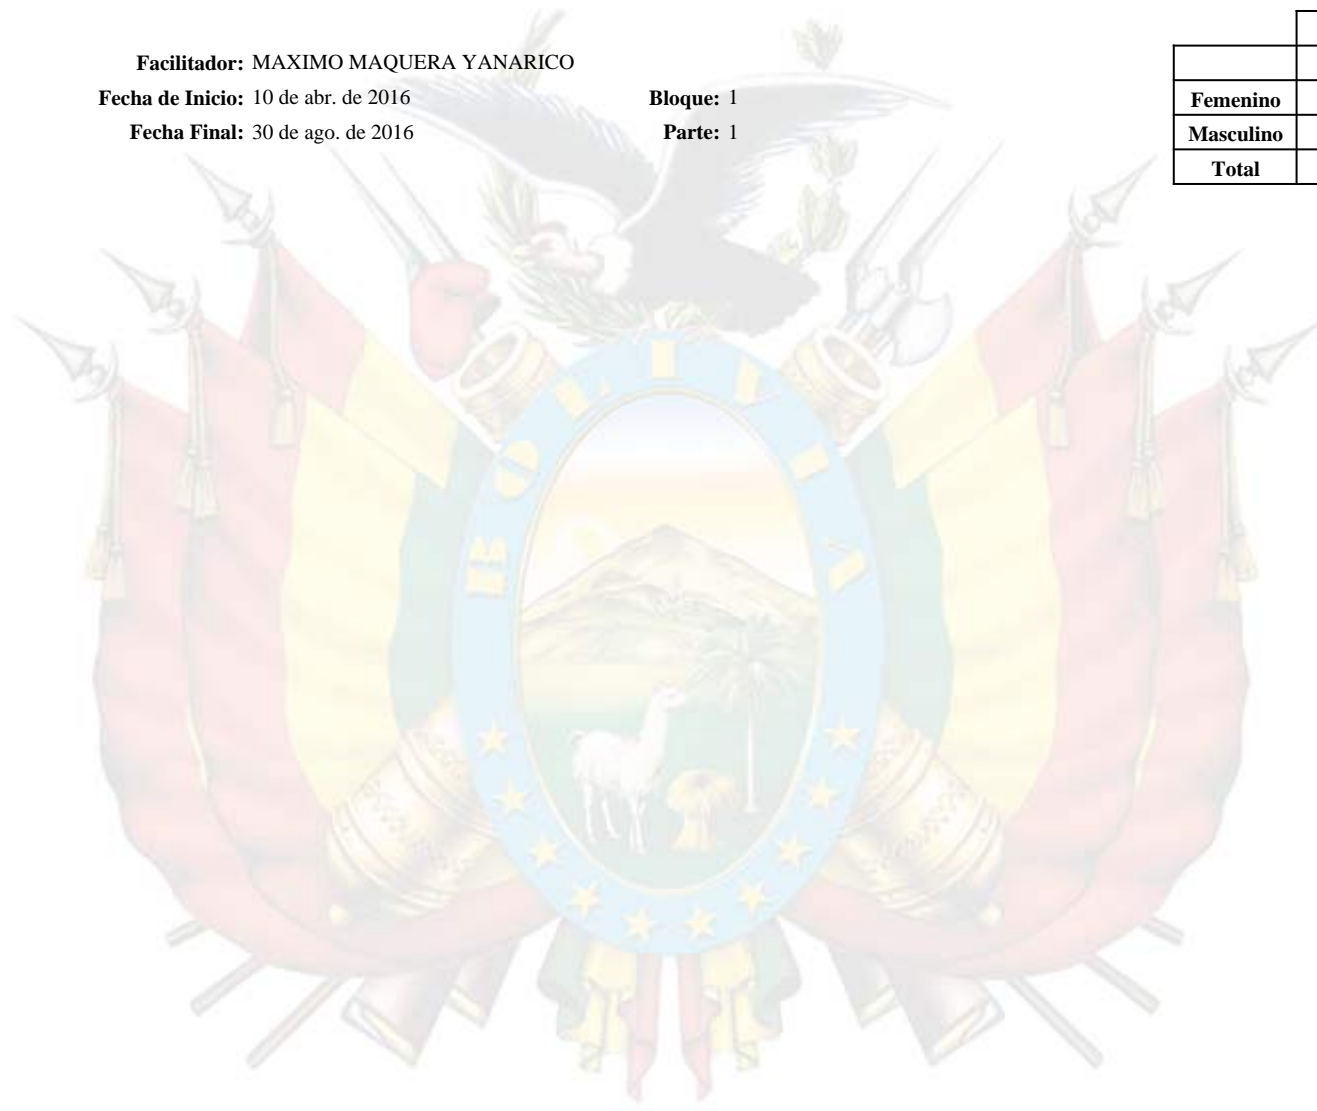 Facilitador: MAXIMO MAQUERA YANARICO
Fecha de Inicio: 10 de abr. de 2016 Bloque: 1
Fecha Final: 30 de ago. de 2016 Parte: 1
Femenino
Masculino
Total
BOLIVIA